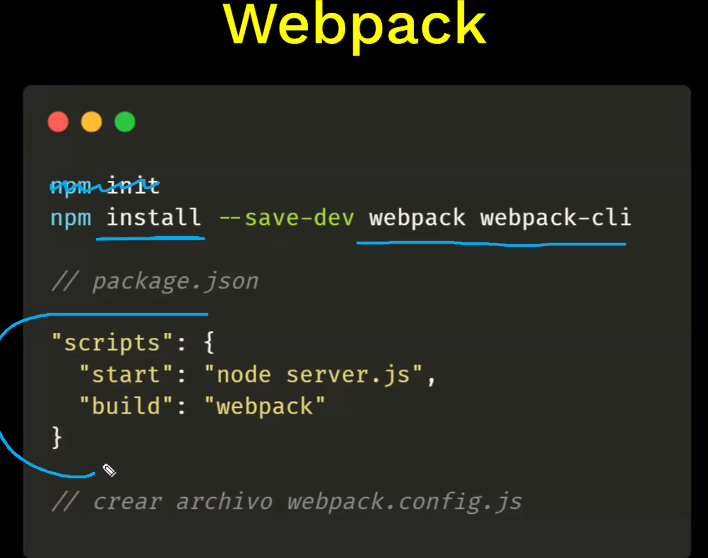 Webpack
npm init
npm install --save-dev webpack webpack-cli
// package.json
"scripts": {
"start": "node server.js",
"build": "webpack"
}
// crear archivo webpack.config.js